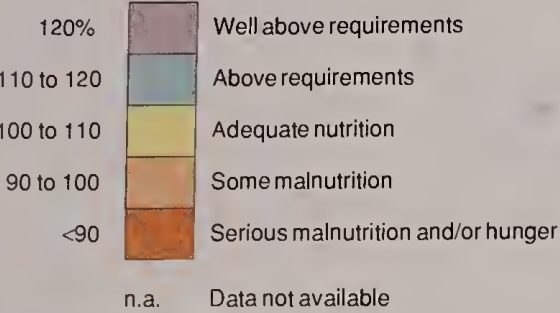 120% Well above requirements
110 to 120 Above requirements
100 to 110 Adequate nutrition
90 to 100 Some malnutrition
<90 Serious malnutrition and/or hunger
n.a. Data not available